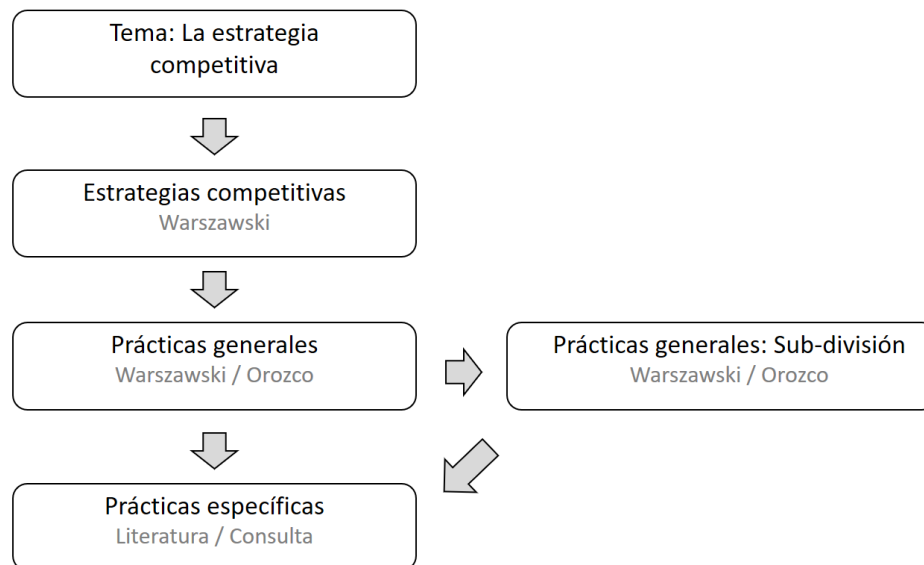 Tema: La estrategia
competitiva
Estrategias competitivas
Warszawski
Prácticas generales
Warszawski / Orozco
Prácticas generales: Sub-división
Warszawski / Orozco
Prácticas específicas
Literatura / Consulta